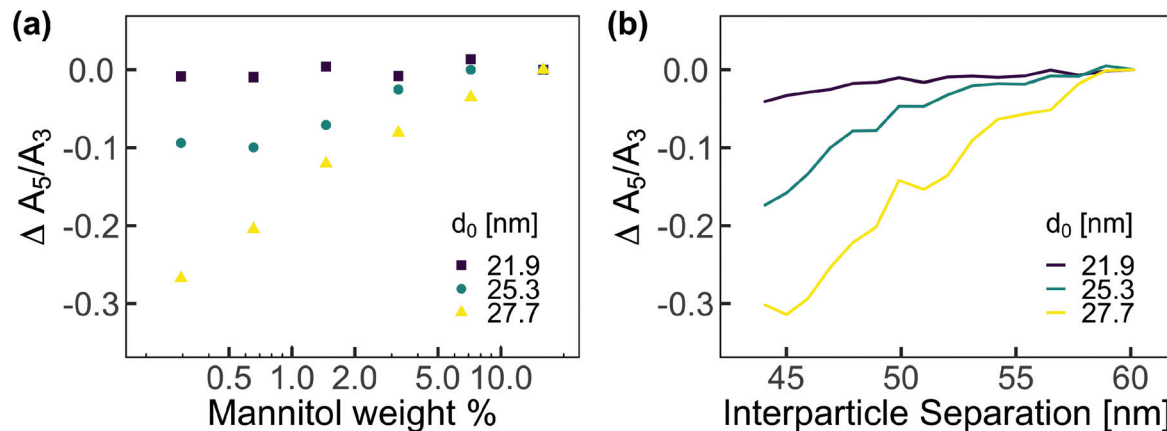 (a)
Δ A5/A3
0.0
-0.1
-0.2
-0.3
d0 [nm]
21.9
25.3
27.7
0.5 1.0 2.0 5.0 10.0
Mannitol weight %
(b)
Δ A5/A3
0.0
-0.1
-0.2
-0.3
d0 [nm]
21.9
25.3
27.7
45 50 55 60
Interparticle Separation [nm]